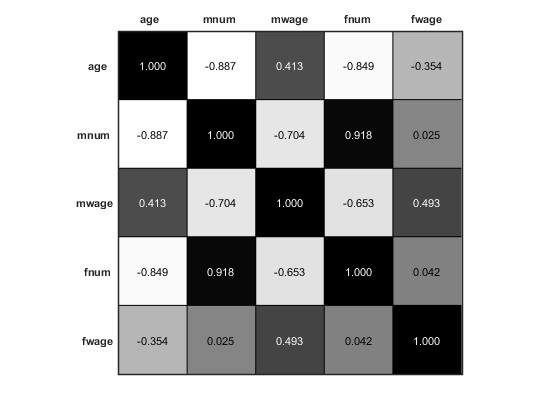 age mnum mwage fnum fwage
age 1.000 -0.887 0.413 -0.849 -0.354
mnum -0.887 1.000 -0.704 0.918 0.025
mwage 0.413 -0.704 1.000 -0.653 0.493
fnum -0.849 0.918 -0.653 1.000 0.042
fwage -0.354 0.025 0.493 0.042 1.000